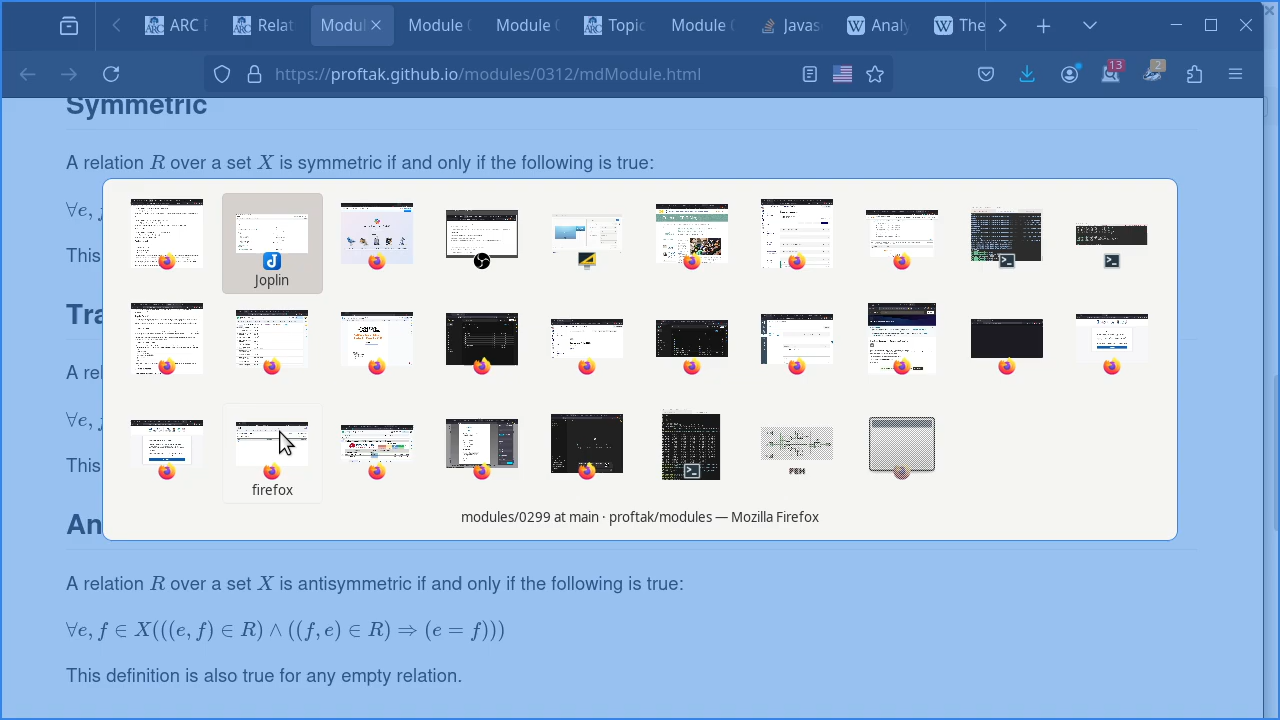 ARC
Relat
Modul
Module
Module
Topic
Module
Javas
Analy
The
https://proftak.github.io/modules/0312/mdModule.html
13
2
Symmetric
A relation R over a set X is symmetric if and only if the following is true:
∀e,
This
Joplin
Tra
A rel
∀e,
This
firefox
modules/0299 at main · proftak/modules — Mozilla Firefox
An
A relation R over a set X is antisymmetric if and only if the following is true:
∀e, f ∈ X(((e, f) ∈ R) ∧ ((f, e) ∈ R) ⇒ (e = f)))
This definition is also true for any empty relation.